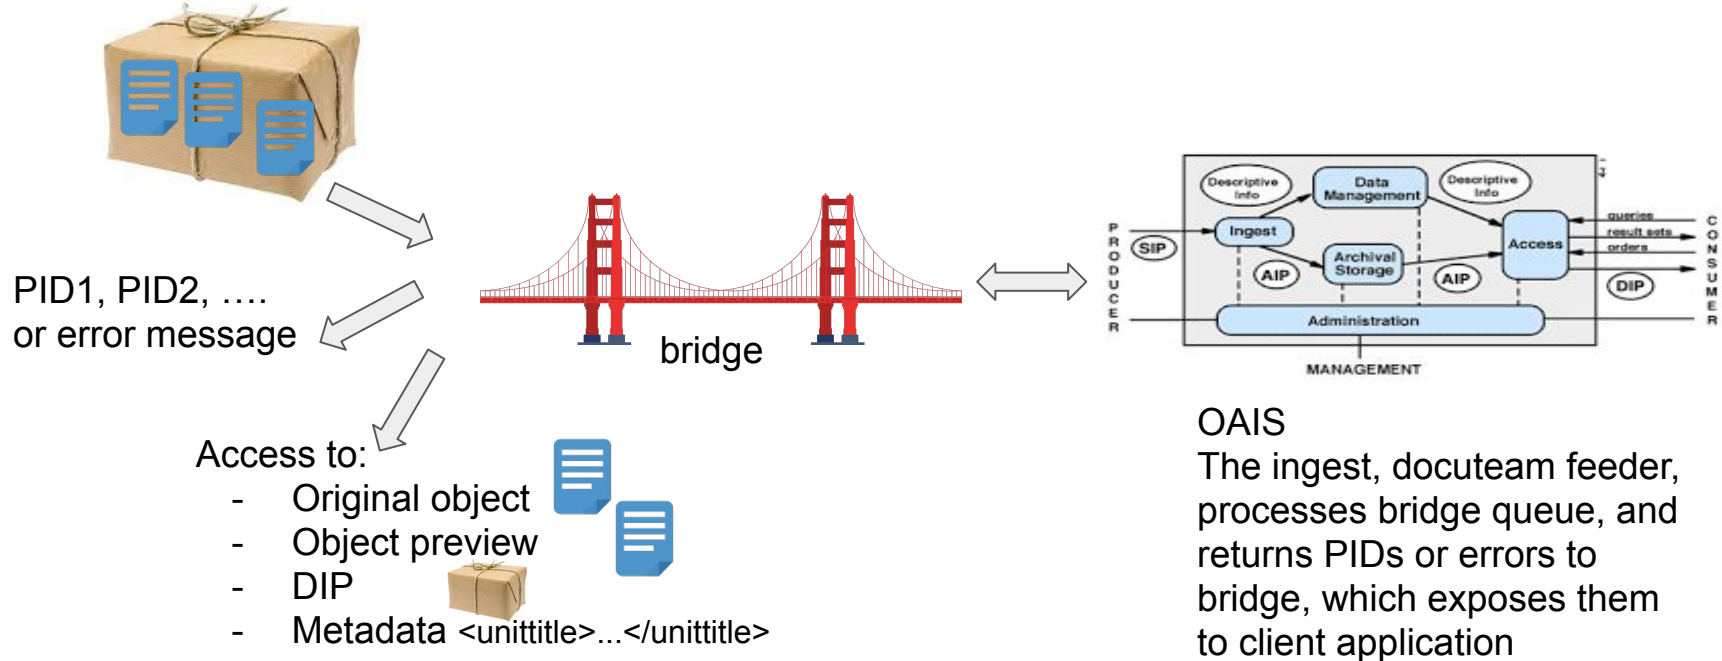 PID1, PID2, ....
or error message
bridge
Access to:
- Original object
- Object preview
- DIP
- Metadata <unittitle>...</unittitle>
PRODUCER
SIP
Descriptive
Info
Ingest
Data
Management
Descriptive
Info
AIP
Archival
Storage
AIP
Access
queries
result sets
orders
DIP
CONSUMER
Administration
MANAGEMENT
OAIS
The ingest, docuteam feeder,
processes bridge queue, and
returns PIDs or errors to
bridge, which exposes them
to client application